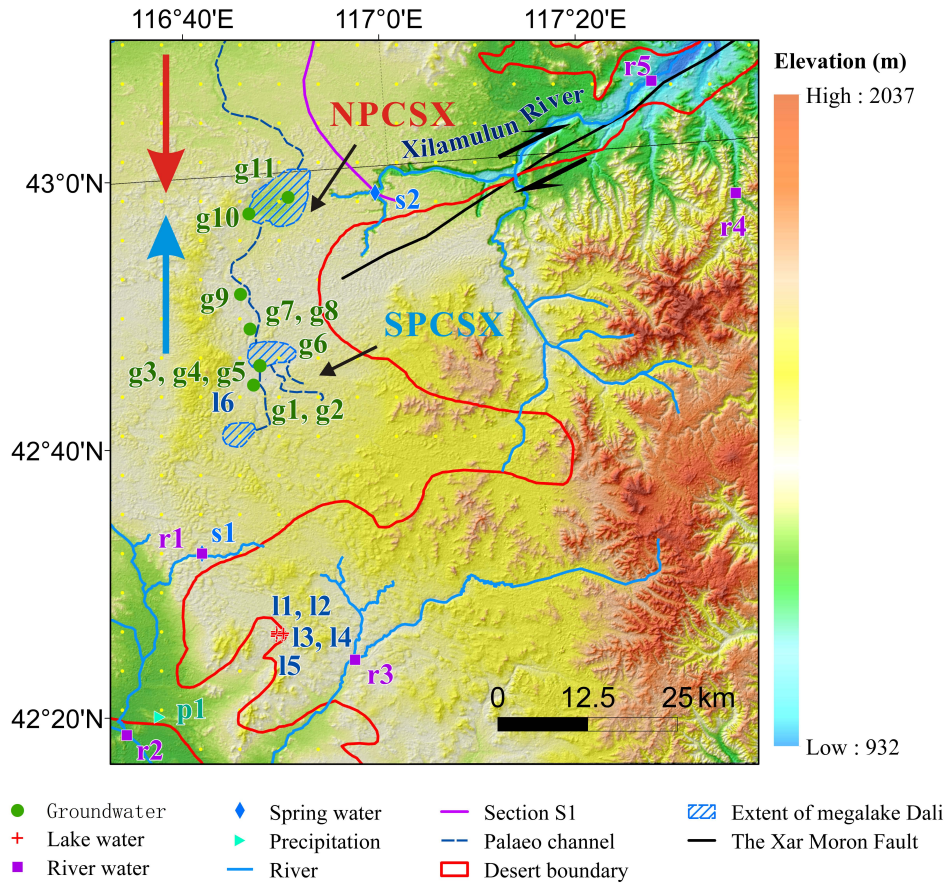 116°40'E 117°0'E 117°20'E
Elevation (m)
High : 2037
r5
NPCSX
Xilamulun River
g11
43°0'N
s2
g10
r4
g9
g7, g8
SPCSX
g6
g3, g4, g5
l6
g1, g2
42°40'N
r1 s1
l1, l2
l3, l4
l5
r3
0 12.5 25 km
p1
42°20'N
r2
Low : 932
Groundwater
Spring water
Section S1
Extent of megalake Dali
Lake water
Precipitation
Palaeo channel
The Xar Moron Fault
River water
River
Desert boundary